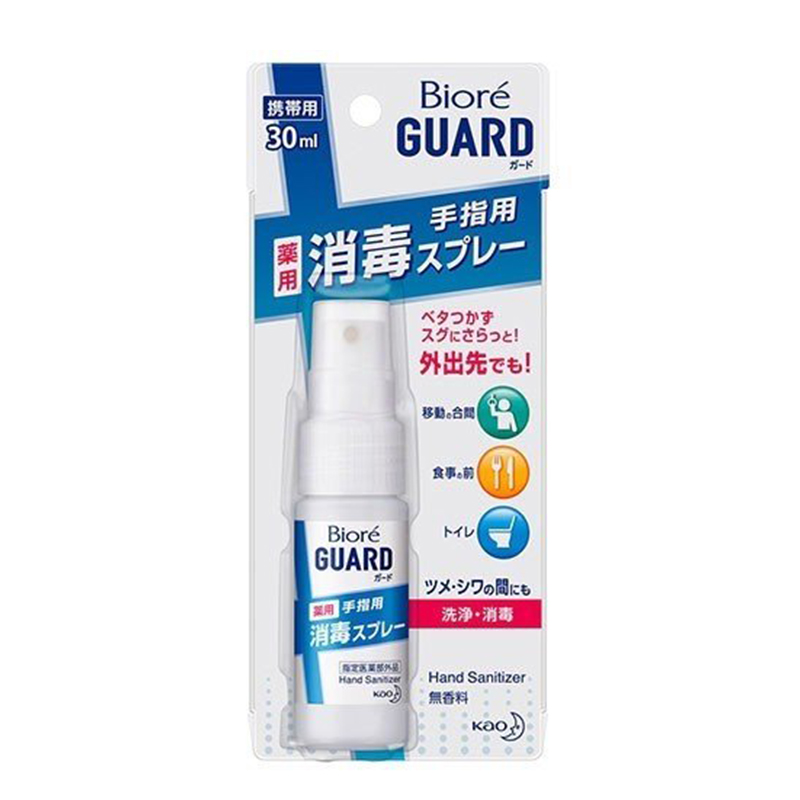 携帯用
30ml
Bioré
GUARD
ガード
薬用
手指用
消毒スプレー
ベタつかず
スグにさらっと!
外出先でも!
移動の合間
食事の前
トイレ
ツメ・シワの間にも
洗浄・消毒
Hand Sanitizer
無香料
Kao
Bioré
GUARD
ガード
薬用 手指用
消毒スプレー
指定医薬部外品
Hand Sanitizer
Kao